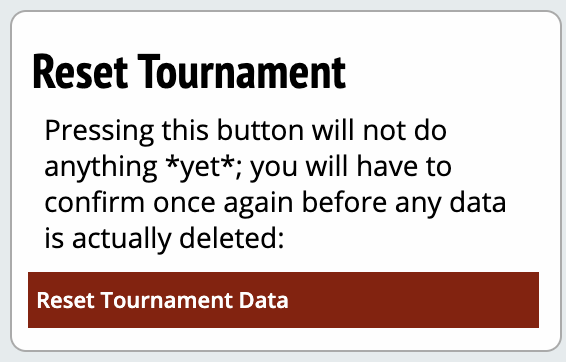 Reset Tournament
Pressing this button will not do
anything *yet*; you will have to
confirm once again before any data
is actually deleted:
Reset Tournament Data